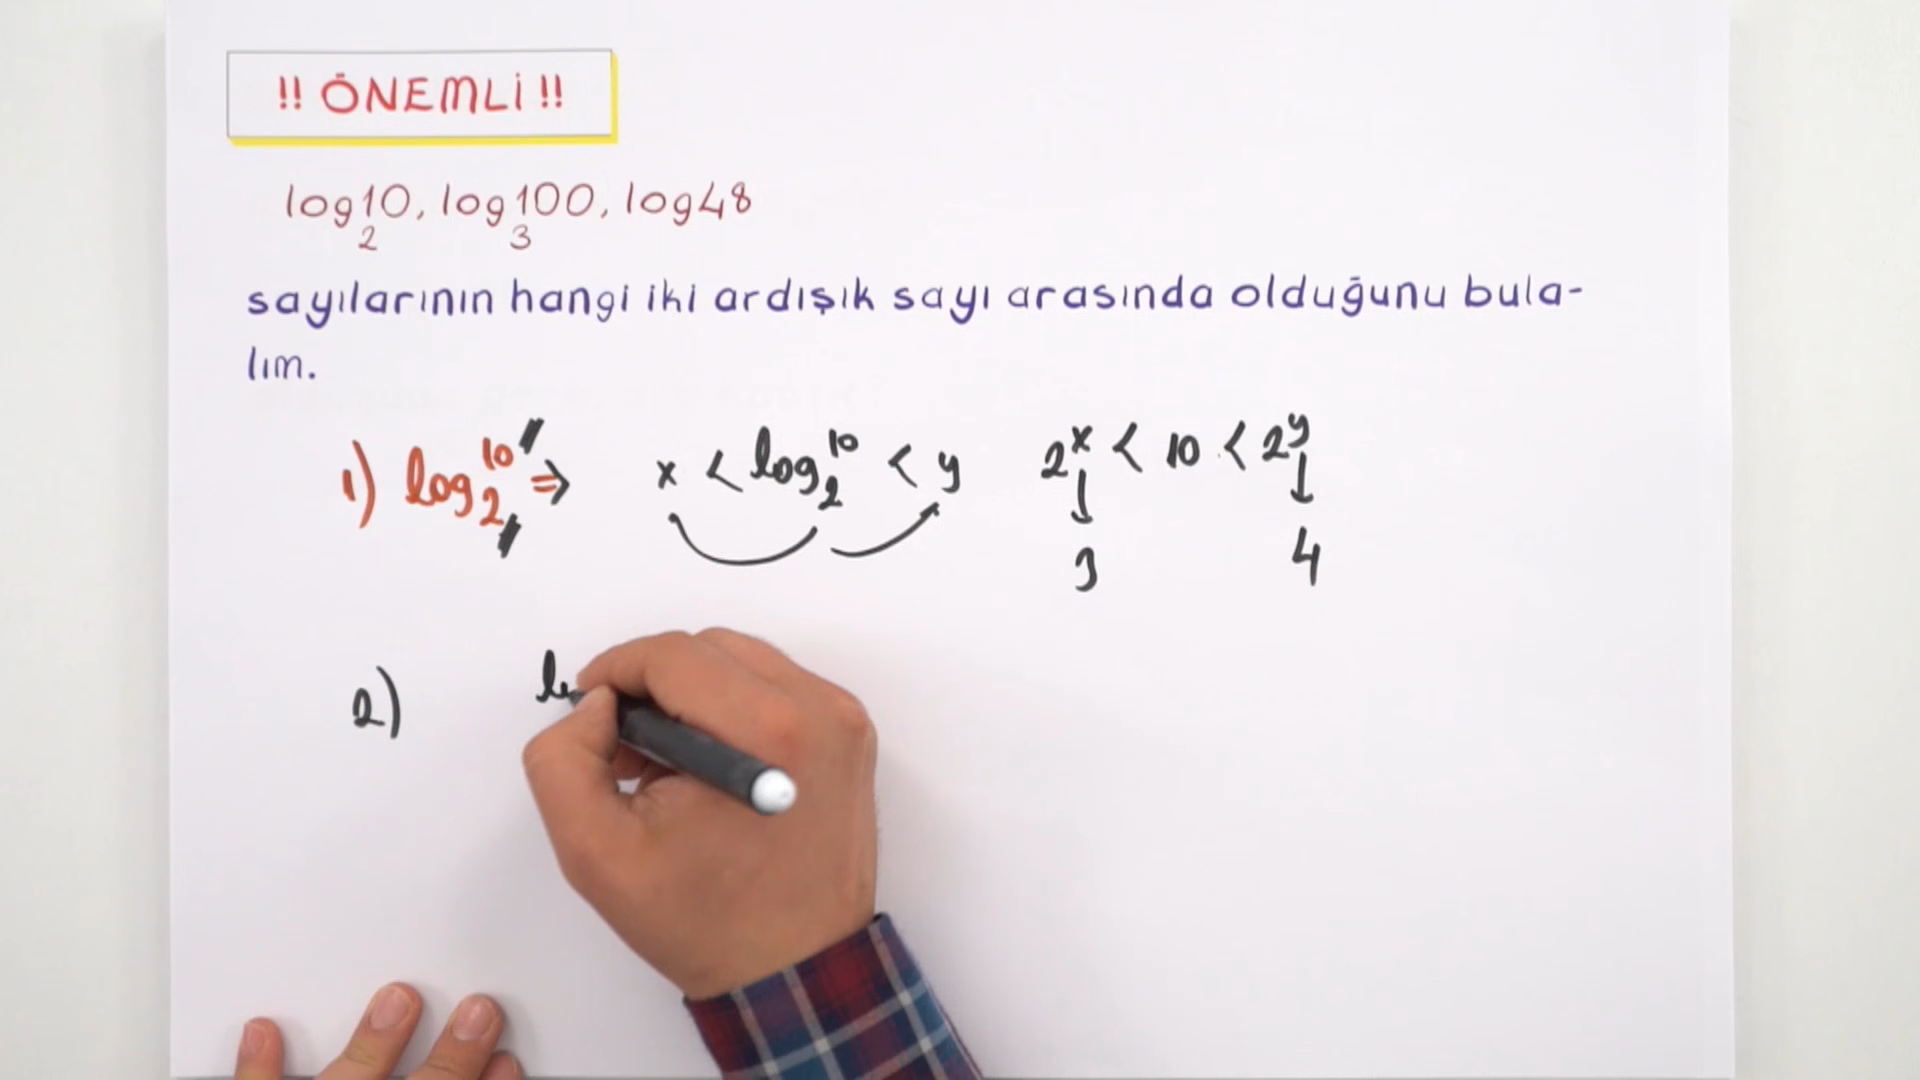 !! ÖNEMLİ !!
log₂10, log₃100, log48
sayılarının hangi iki ardışık sayı arasında olduğunu bula-
lım.
1) log₂10 ⇒ x < log₂10 < y 2ˣ < 10 < 2ʸ
3 4
2)